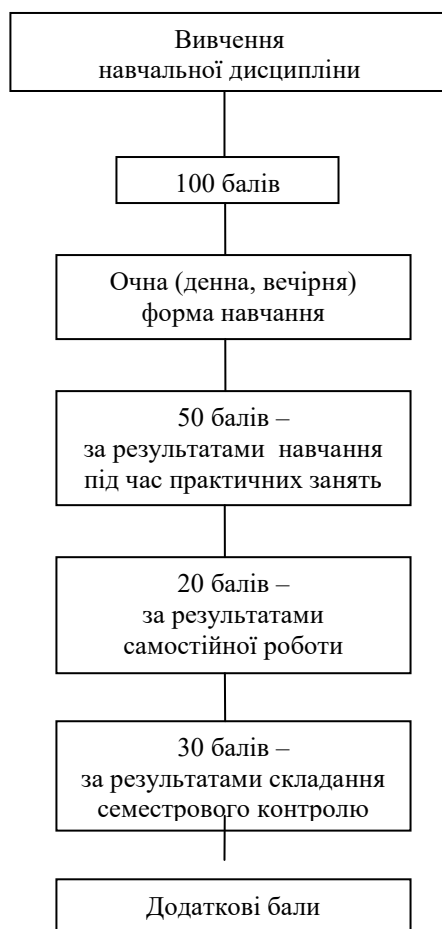 Вивчення
навчальної дисципліни
100 балів
Очна (денна, вечірня)
форма навчання
50 балів –
за результатами навчання
під час практичних занять
20 балів –
за результатами
самостійної роботи
30 балів –
за результатами складання
семестрового контролю
Додаткові бали